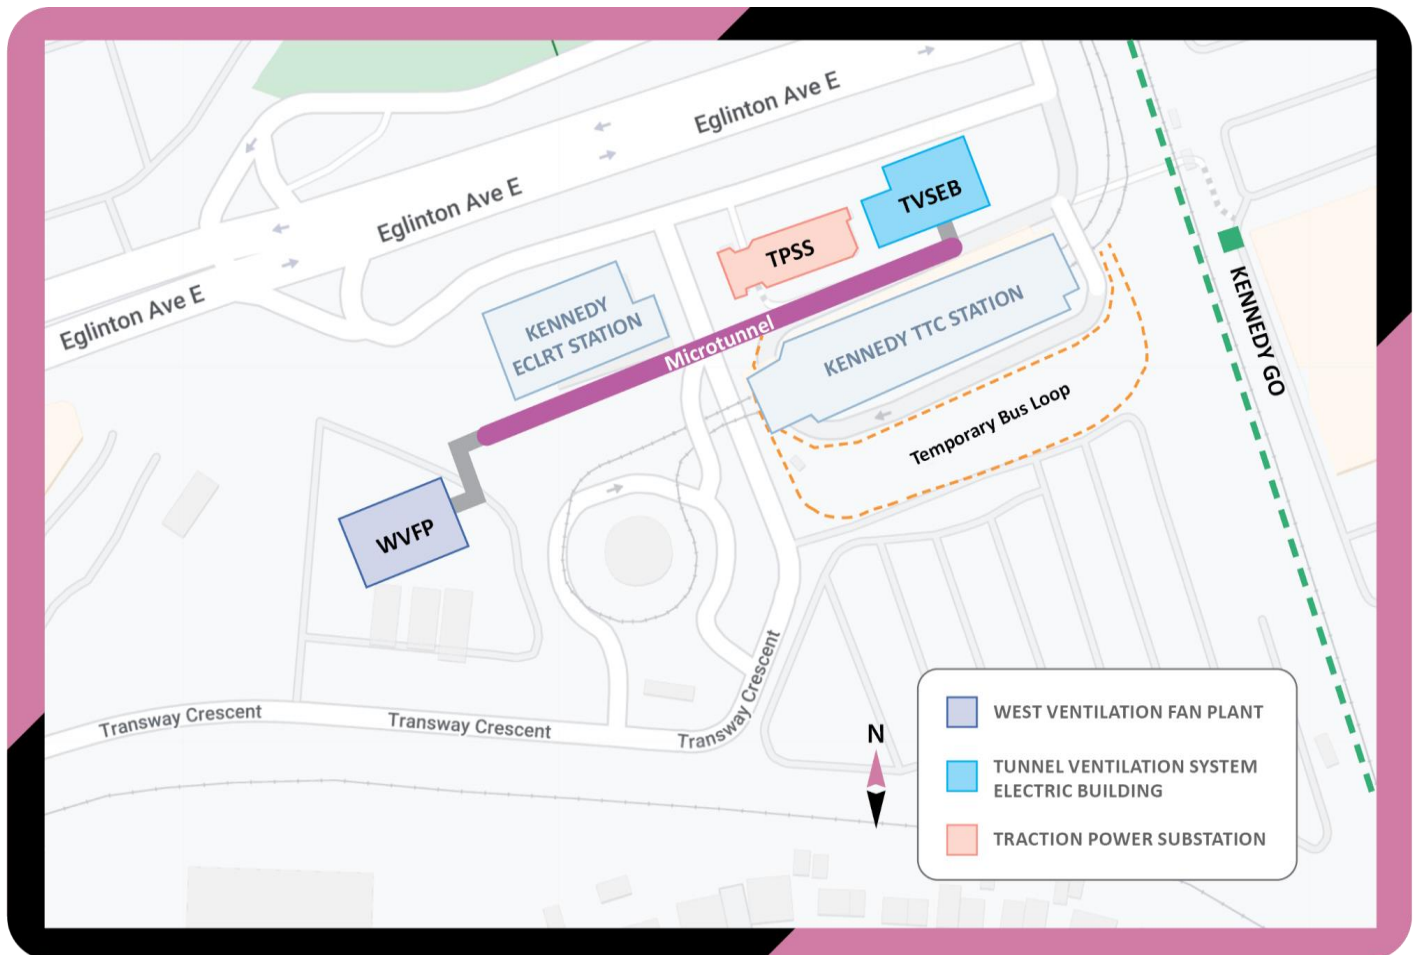 Eglinton Ave E
Eglinton Ave E
Eglinton Ave E
TVSEB
TPSS
KENNEDY
ECLRT STATION
Microtunnel
KENNEDY TTC STATION
KENNEDY GO
Temporary Bus Loop
WVFP
Transway Crescent
Transway Crescent
Transway Crescent
N
WEST VENTILATION FAN PLANT
TUNNEL VENTILATION SYSTEM
ELECTRIC BUILDING
TRACTION POWER SUBSTATION